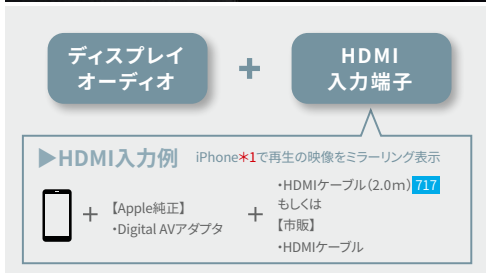 ディスプレイ
オーディオ
+
HDMI
入力端子
▶HDMI入力例 iPhone＊1で再生の映像をミラーリング表示
+
【Apple純正】
・Digital AVアダプタ
+
・HDMIケーブル（2.0m）717
もしくは
【市販】
・HDMIケーブル